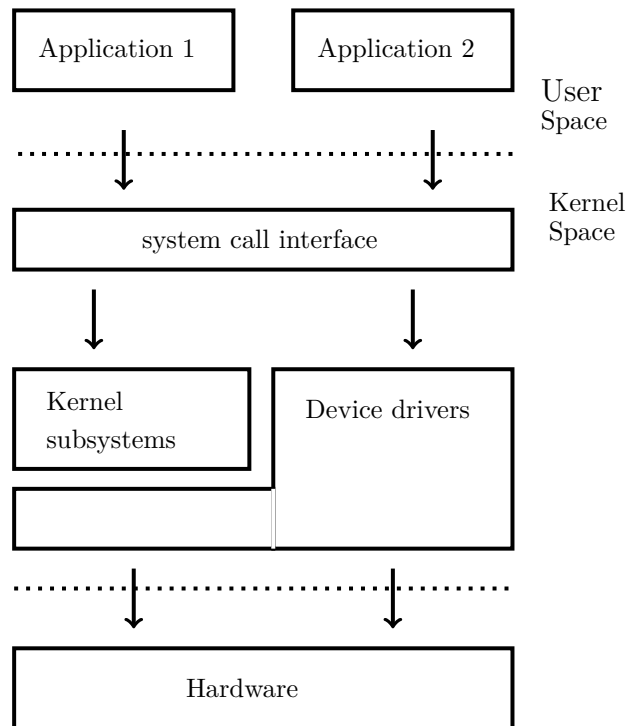 Application 1
Application 2
User
Space
Kernel
Space
system call interface
Kernel
subsystems
Device drivers
Hardware